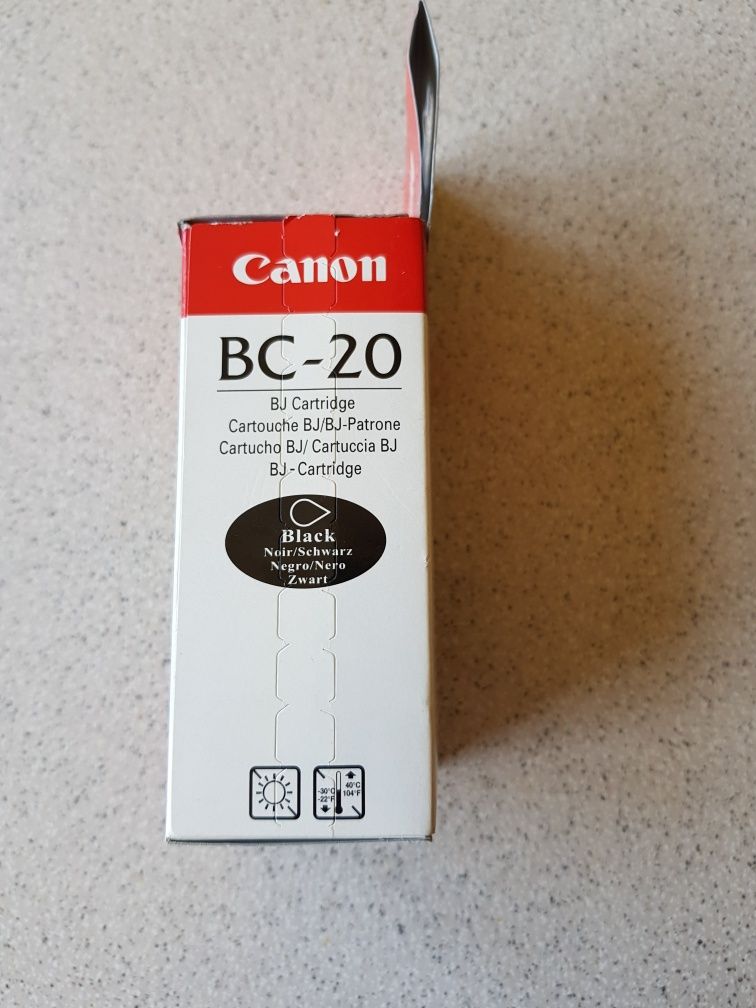 Canon
BC-20
BJ Cartridge
Cartouche BJ/BJ-Patrone
Cartucho BJ/ Cartuccia BJ
BJ-Cartridge
Black
Noir/Schwarz
Negro/Nero
Zwart
-30°C 40°C
-22°F 104°F